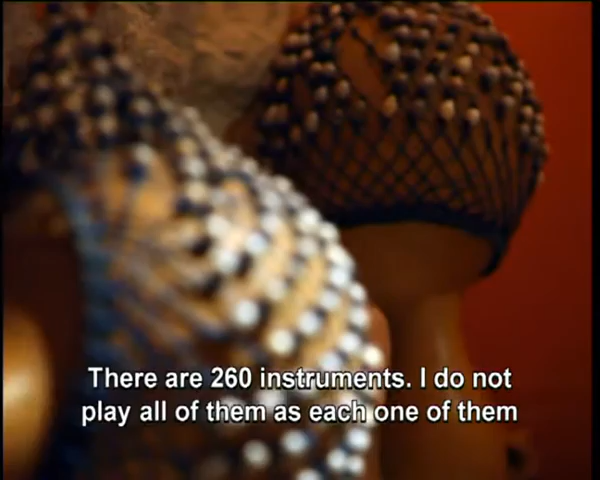 There are 260 instruments. I do not
play all of them as each one of them